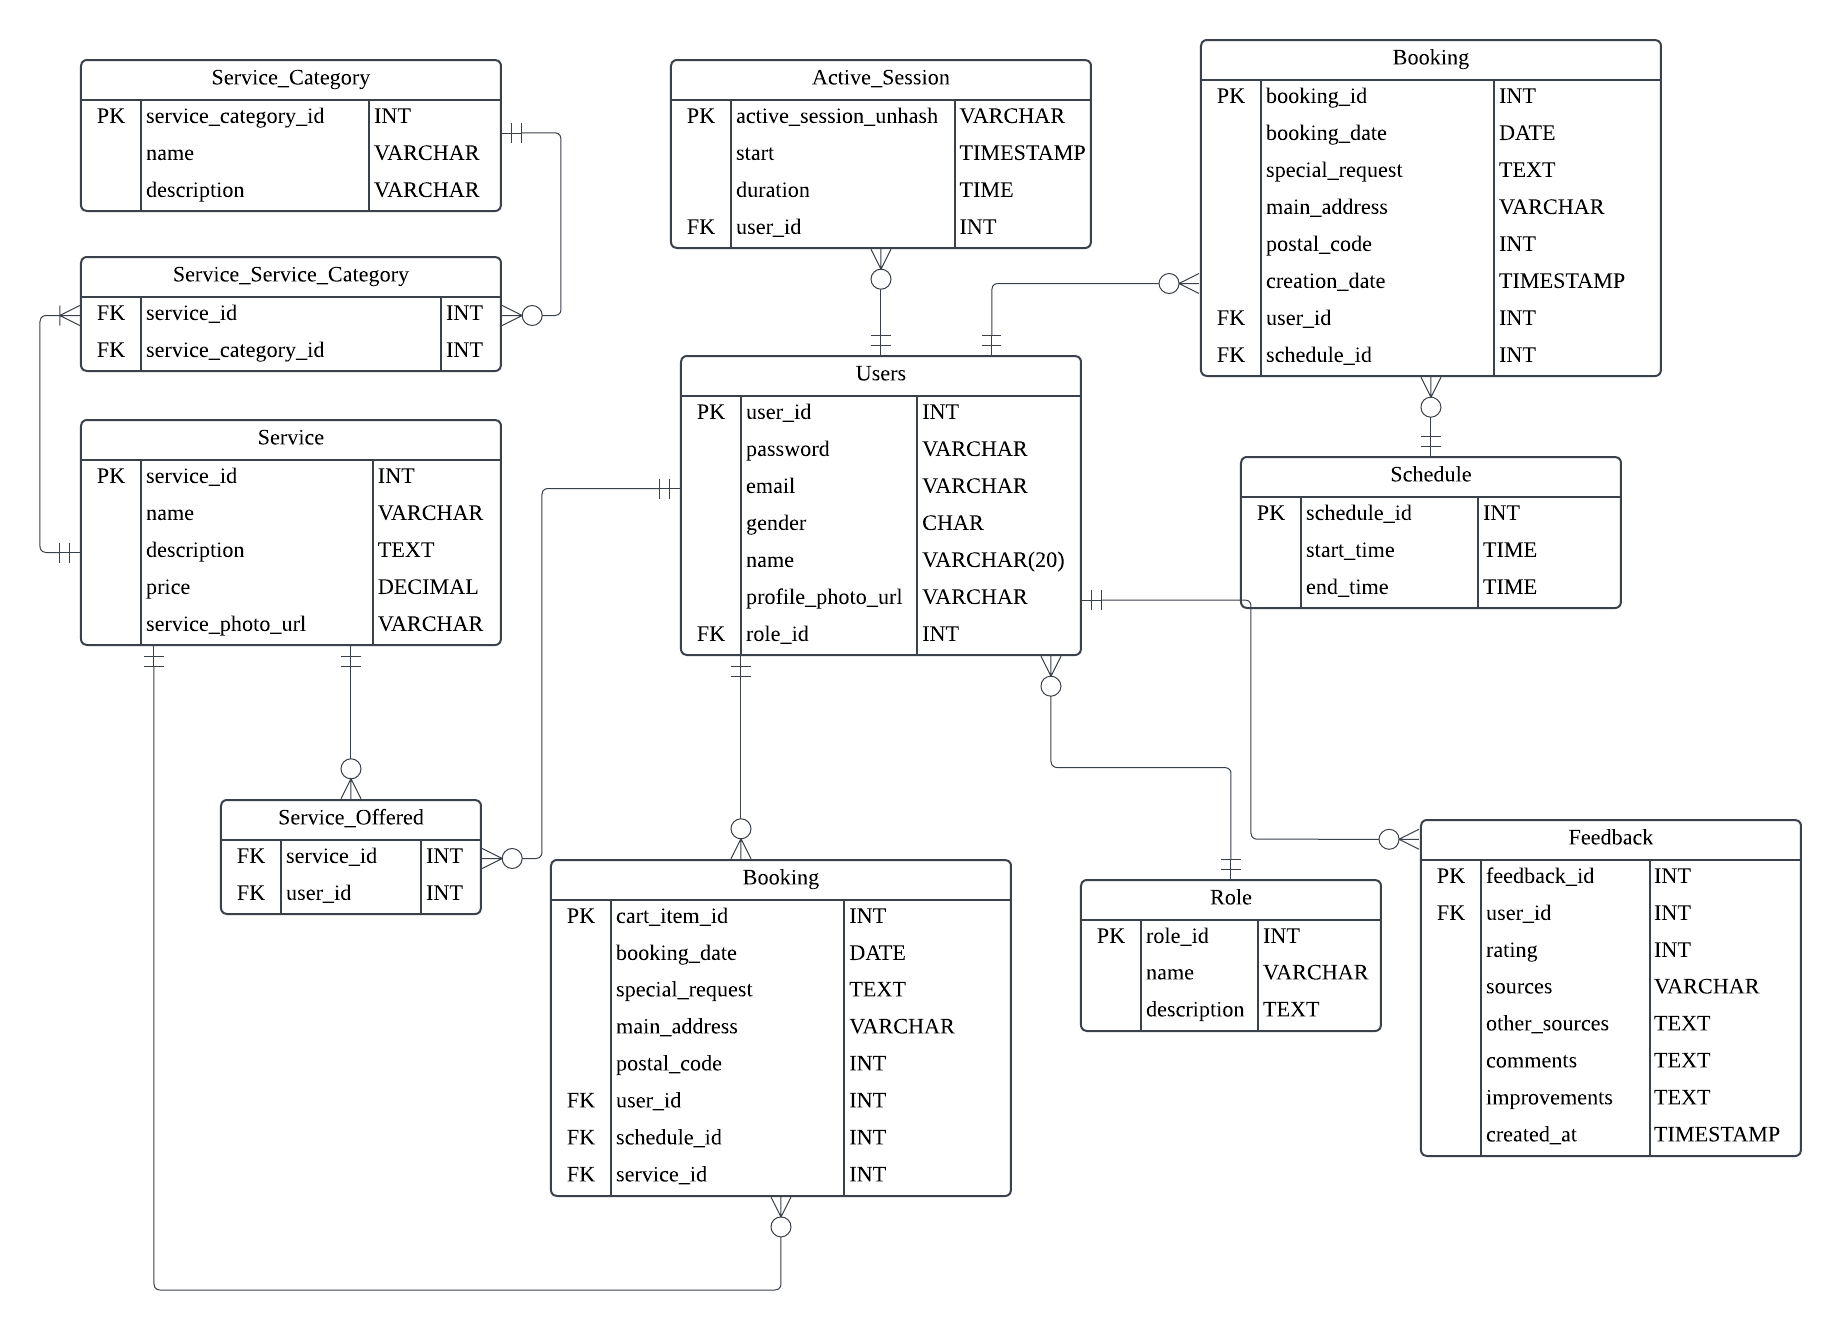 Service_Category
PK service_category_id INT
name VARCHAR
description VARCHAR
Active_Session
PK active_session_unhash VARCHAR
start TIMESTAMP
duration TIME
FK user_id INT
Booking
PK booking_id INT
booking_date DATE
special_request TEXT
main_address VARCHAR
postal_code INT
creation_date TIMESTAMP
FK user_id INT
FK schedule_id INT
Service_Service_Category
FK service_id INT
FK service_category_id INT
Users
PK user_id INT
password VARCHAR
email VARCHAR
gender CHAR
name VARCHAR(20)
profile_photo_url VARCHAR
FK role_id INT
Service
PK service_id INT
name VARCHAR
description TEXT
price DECIMAL
service_photo_url VARCHAR
Schedule
PK schedule_id INT
start_time TIME
end_time TIME
Service_Offered
FK service_id INT
FK user_id INT
Booking
PK cart_item_id INT
booking_date DATE
special_request TEXT
main_address VARCHAR
postal_code INT
FK user_id INT
FK schedule_id INT
FK service_id INT
Role
PK role_id INT
name VARCHAR
description TEXT
Feedback
PK feedback_id INT
FK user_id INT
rating INT
sources VARCHAR
other_sources TEXT
comments TEXT
improvements TEXT
created_at TIMESTAMP